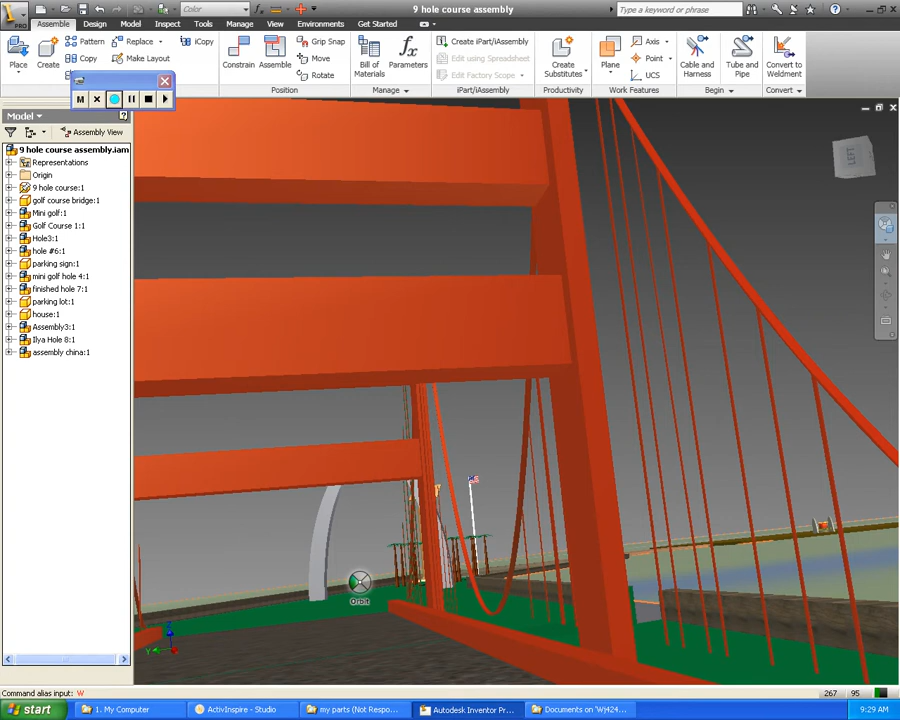 PRO
Color
9 hole course assembly
Type a keyword or phrase
Assemble Design Model Inspect Tools Manage View Environments Get Started
Place
Create
Pattern
Copy
Replace
Make Layout
iCopy
Constrain
Assemble
Grip Snap
Move
Rotate
Position
Bill of
Materials
Parameters
Manage
Create iPart/iAssembly
Edit using Spreadsheet
Edit Factory Scope
iPart/iAssembly
Create
Substitutes
Productivity
Plane
Axis
Point
UCS
Work Features
Cable and
Harness
Tube and
Pipe
Begin
Convert to
Weldment
Convert
M
Model
Assembly View
9 hole course assembly.iam
Representations
Origin
9 hole course:1
golf course bridge:1
Mini golf:1
Golf Course 1:1
Hole3:1
hole #6:1
parking sign:1
mini golf hole 4:1
finished hole 7:1
parking lot:1
house:1
Assembly3:1
Ilya Hole 8:1
assembly china:1
LEFT
Orbit
Z
Y
Command alias input: W
267 95
start
1. My Computer
ActivInspire - Studio
my parts (Not Respo...
Autodesk Inventor Pr...
Documents on 'Wj424...
9:29 AM